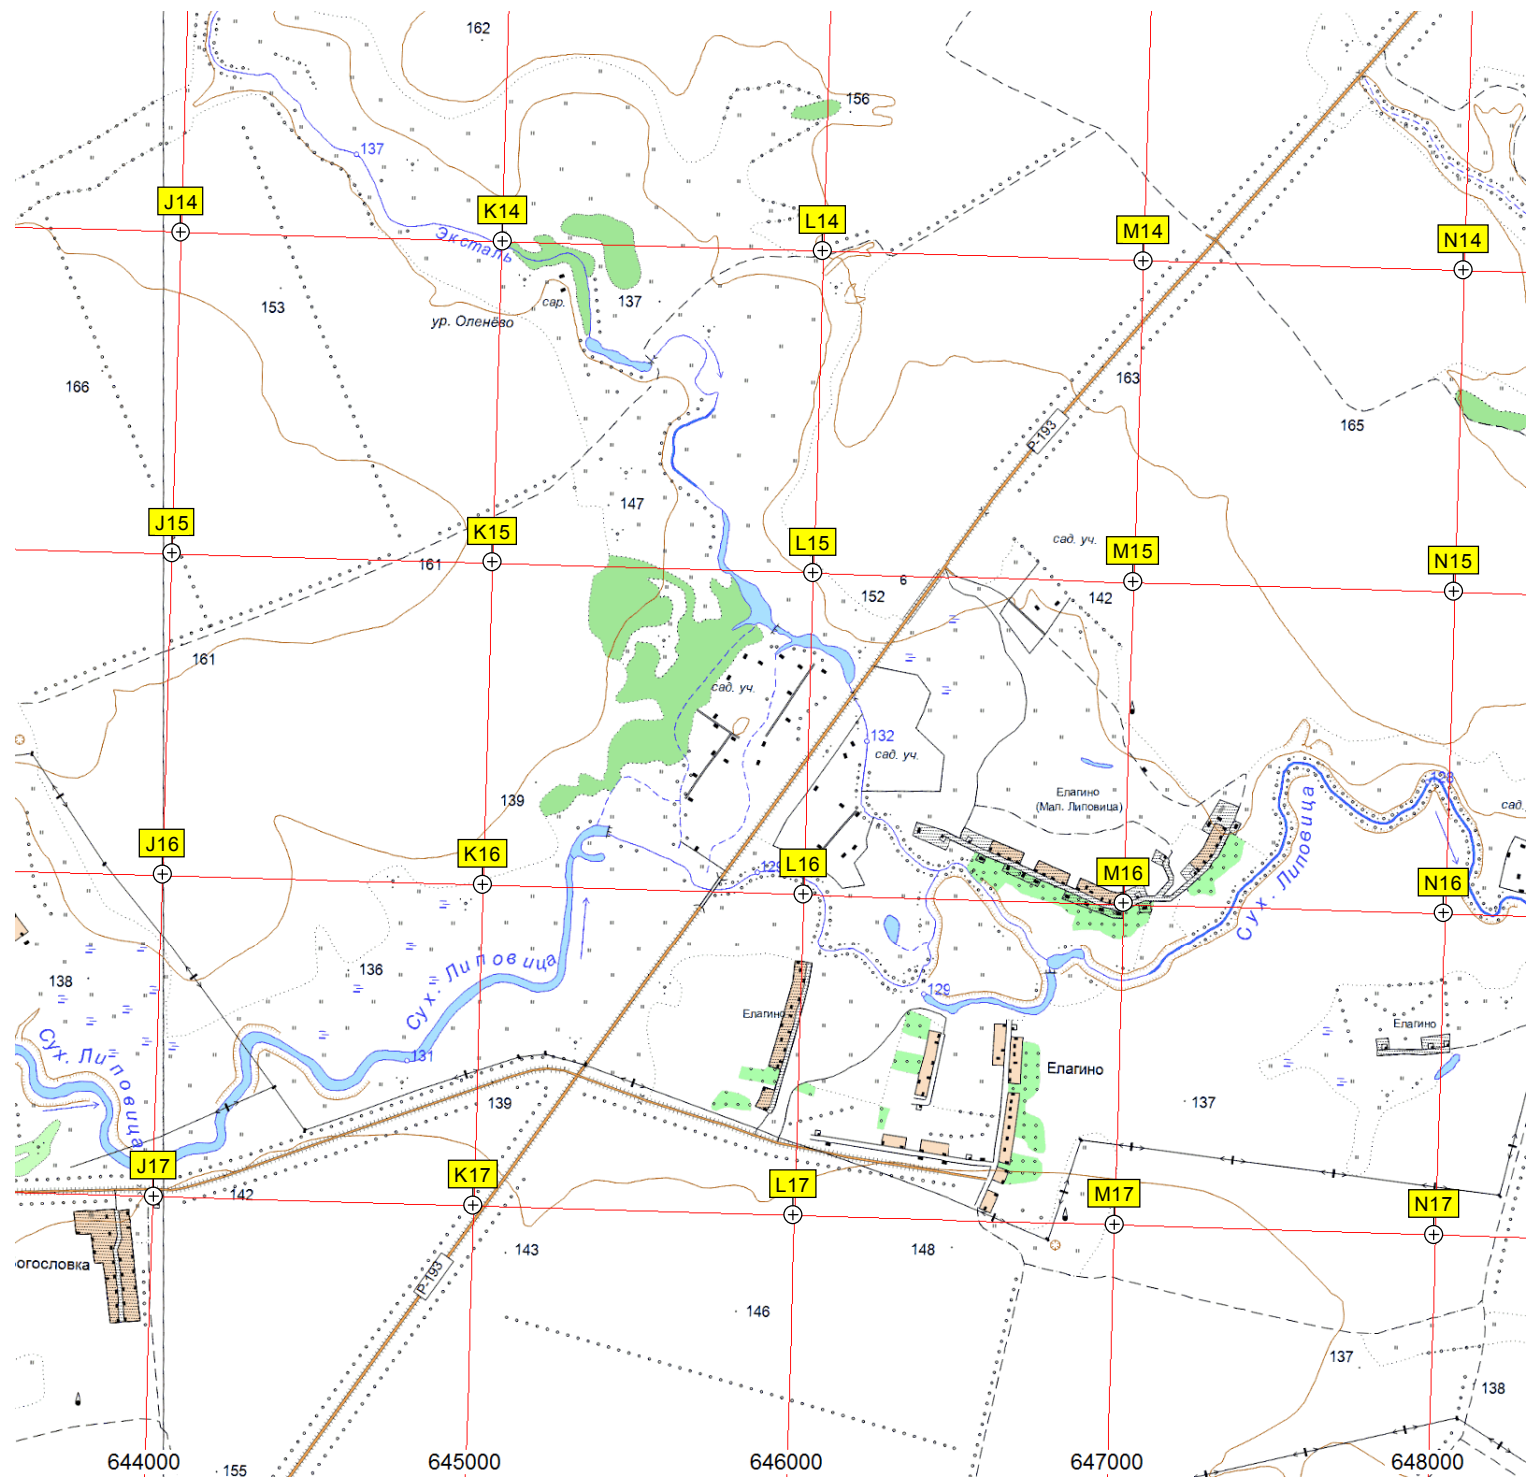 162
156
137
J14
K14
L14
M14
N14
Эксталь
153
сар.
137
ур. Оленёво
166
163
165
Р-193
147
J15
K15
L15
M15
N15
сад. уч.
161
6
152
142
161
сад. уч.
132
сад. уч.
128
139
Елагино
(Мал. Липовица)
сад.
J16
K16
129
L16
M16
N16
Сух. Липовица
138
136
Сух. Липовица
129
Елагино
Елагино
Сух. Липовица
131
Елагино
139
137
J17
K17
L17
M17
N17
142
143
148
огословка
Р-193
146
137
138
644000
645000
646000
647000
648000
155